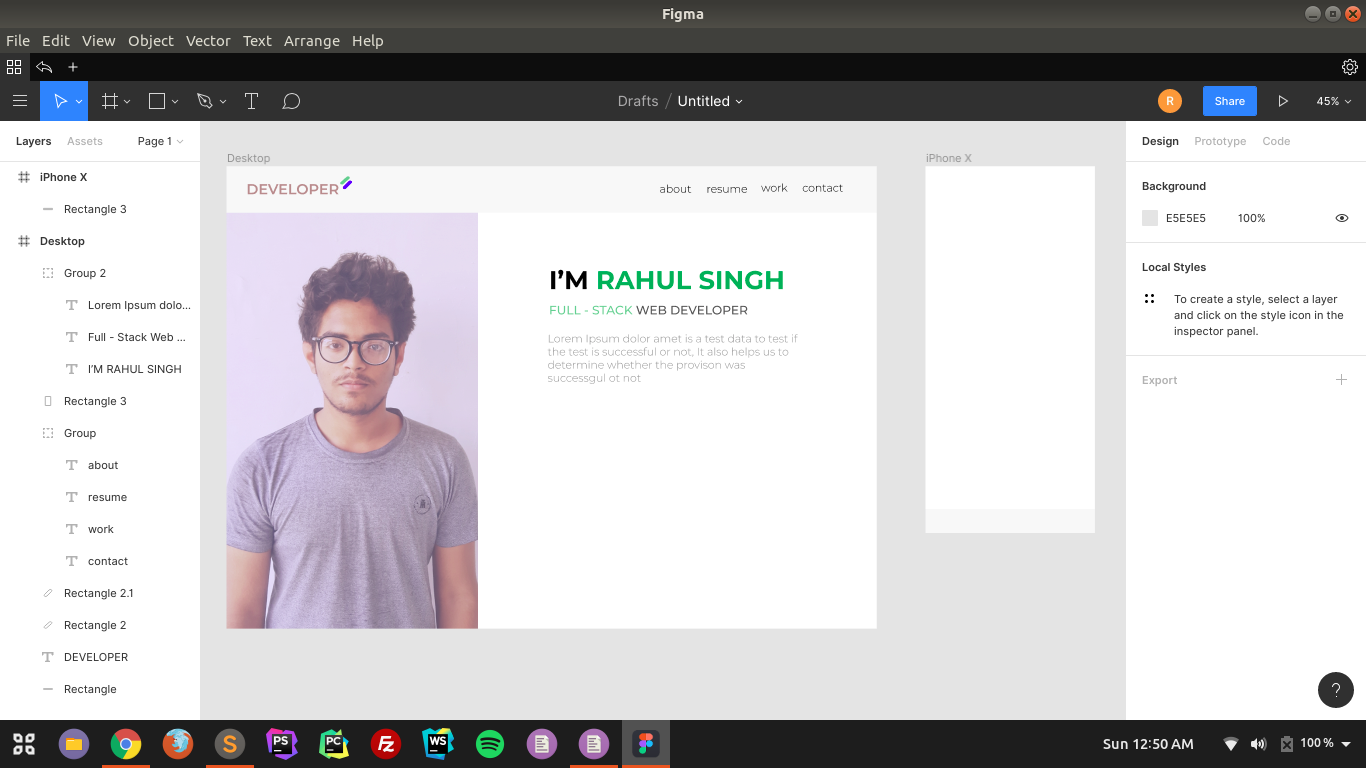 Figma
File Edit View Object Vector Text Arrange Help
Drafts / Untitled
R
Share
45%
Layers Assets Page 1
iPhone X
Rectangle 3
Desktop
Group 2
Lorem Ipsum dolo...
Full - Stack Web ...
I'M RAHUL SINGH
Rectangle 3
Group
about
resume
work
contact
Rectangle 2.1
Rectangle 2
DEVELOPER
Rectangle
Desktop
DEVELOPER
about resume work contact
I'M RAHUL SINGH
FULL - STACK WEB DEVELOPER
Lorem Ipsum dolor amet is a test data to test if
the test is successful or not, It also helps us to
determine whether the provison was
successgul ot not
iPhone X
Design Prototype Code
Background
E5E5E5 100%
Local Styles
To create a style, select a layer
and click on the style icon in the
inspector panel.
Export
?
S
PS
PC
Fz
WS
Sun 12:50 AM
100 %